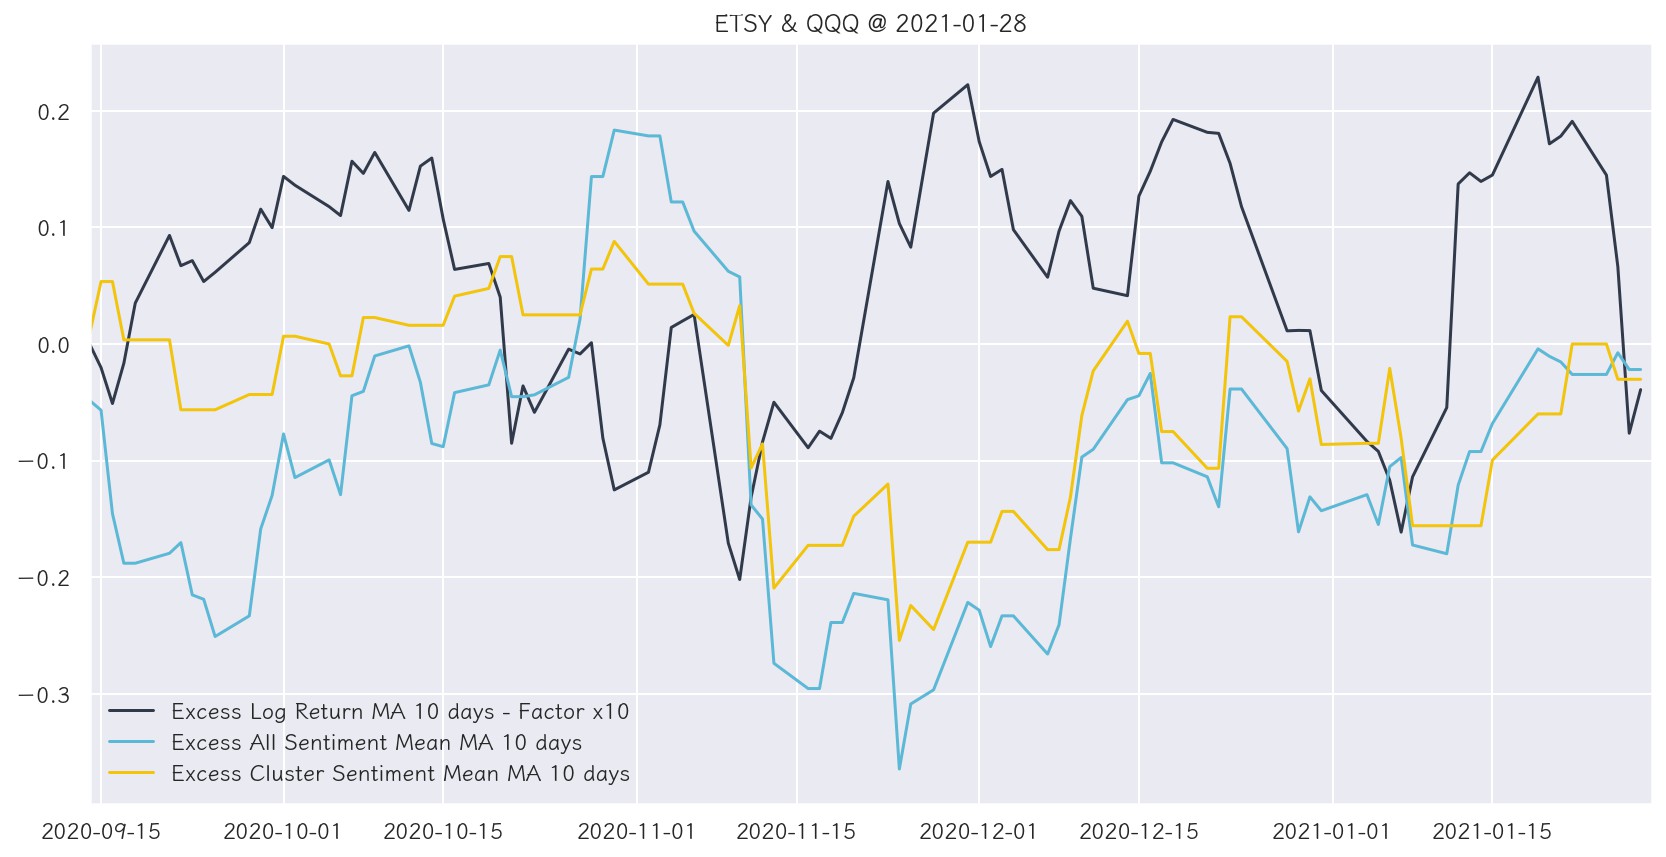 ETSY & QQQ @ 2021-01-28
0.2
0.1
0.0
−0.1
−0.2
−0.3
Excess Log Return MA 10 days - Factor x10
Excess All Sentiment Mean MA 10 days
Excess Cluster Sentiment Mean MA 10 days
2020-09-15 2020-10-01 2020-10-15 2020-11-01 2020-11-15 2020-12-01 2020-12-15 2021-01-01 2021-01-15